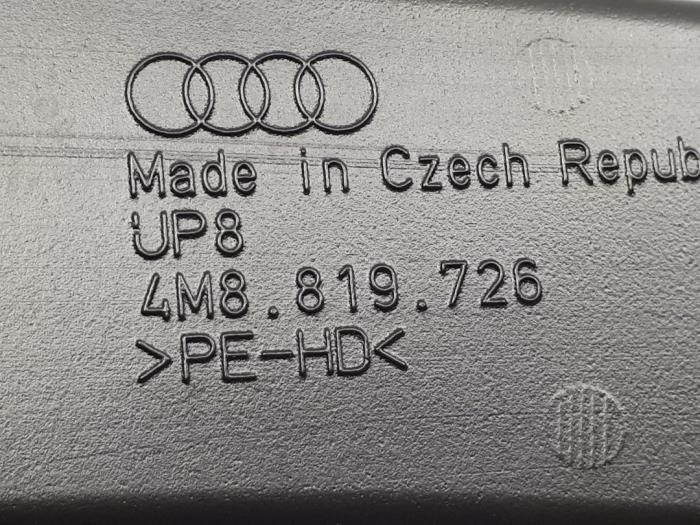 Made in Czech Repub
UP8
4M8.819.726
>PE-HD<